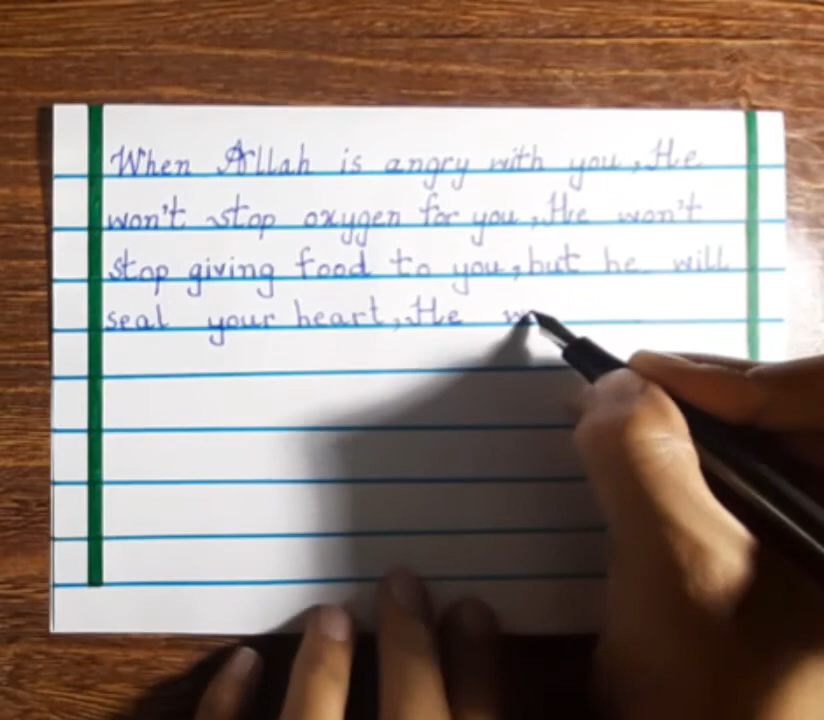 When Allah is angry with you, He
won't stop oxygen for you, He won't
stop giving food to you, but he will
seal your heart, He